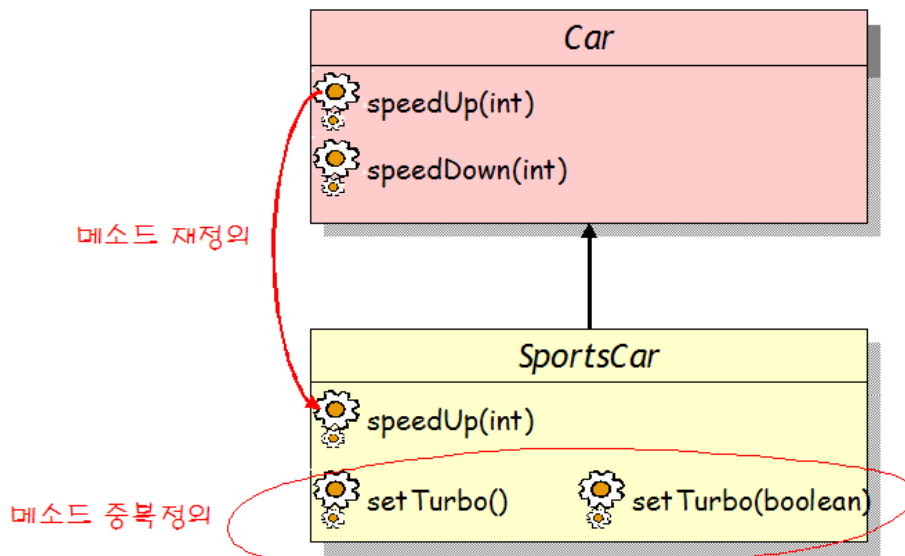 Car
speedUp(int)
speedDown(int)
메소드 재정의
SportsCar
speedUp(int)
setTurbo() setTurbo(boolean)
메소드 중복정의